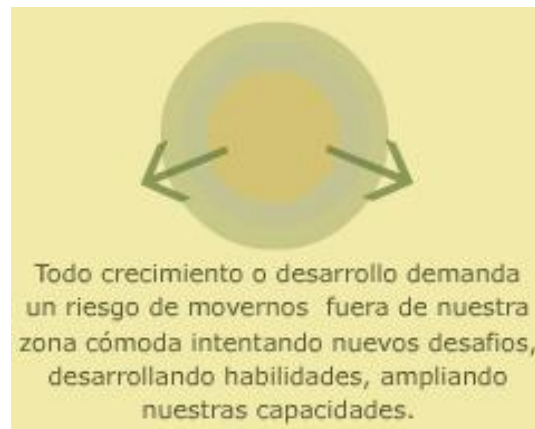 Todo crecimiento o desarrollo demanda
un riesgo de movernos fuera de nuestra
zona cómoda intentando nuevos desafios,
desarrollando habilidades, ampliando
nuestras capacidades.